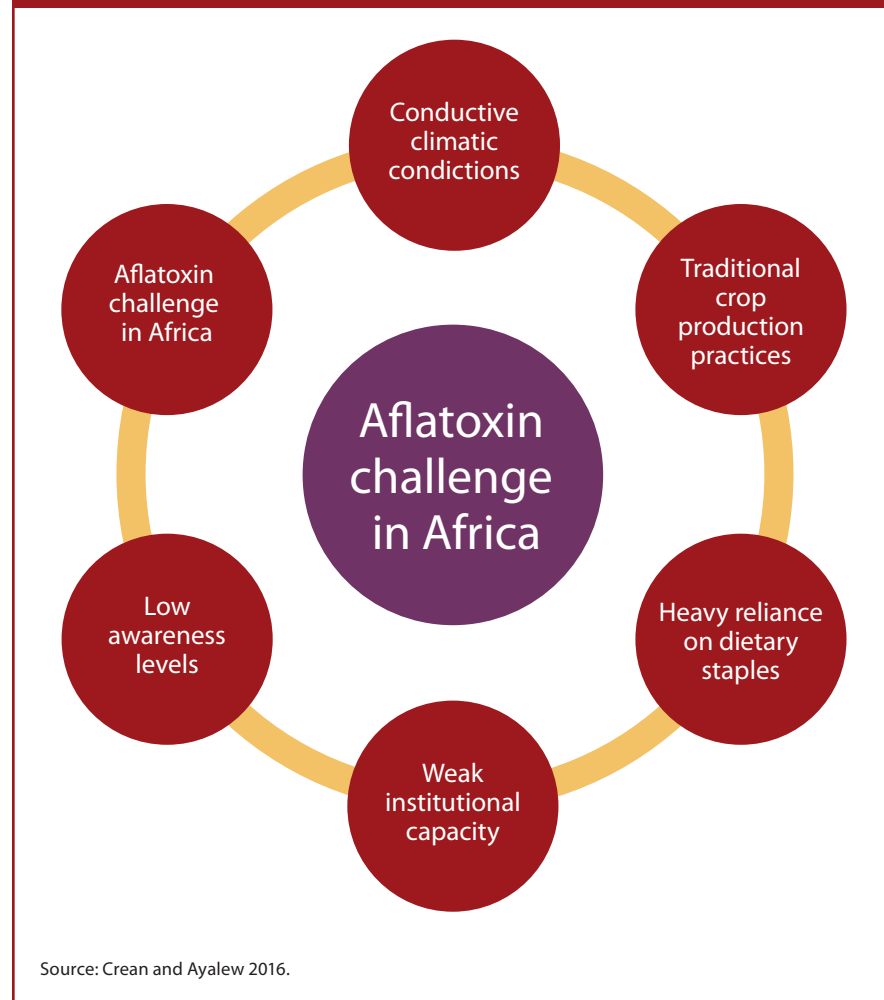 Conductive
climatic
condictions
Traditional
crop
production
practices
Heavy reliance
on dietary
staples
Weak
institutional
capacity
Low
awareness
levels
Aflatoxin
challenge
in Africa
Aflatoxin
challenge
in Africa
Source: Crean and Ayalew 2016.